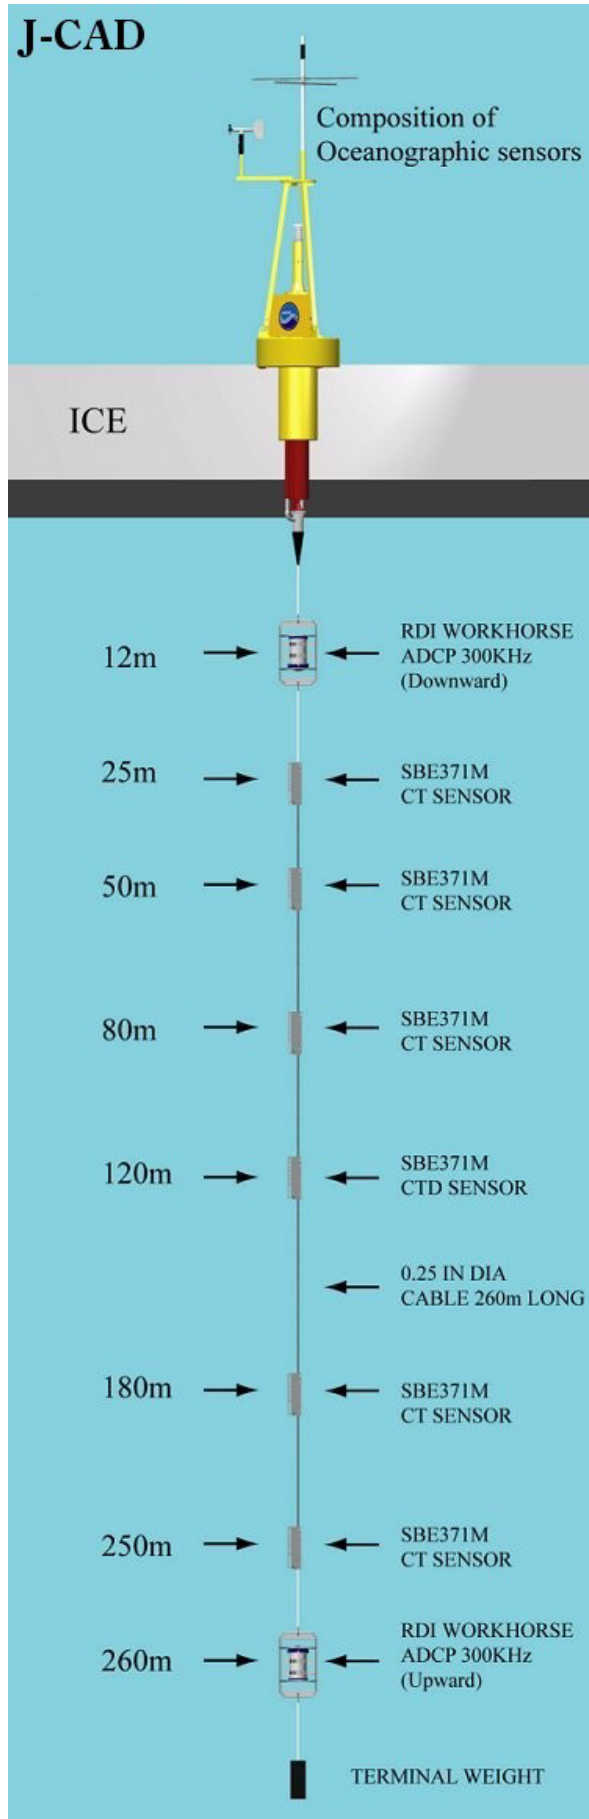 J-CAD
Composition of
Oceanographic sensors
ICE
12m
RDI WORKHORSE
ADCP 300KHz
(Downward)
25m
SBE371M
CT SENSOR
50m
SBE371M
CT SENSOR
80m
SBE371M
CT SENSOR
120m
SBE371M
CTD SENSOR
0.25 IN DIA
CABLE 260m LONG
180m
SBE371M
CT SENSOR
250m
SBE371M
CT SENSOR
260m
RDI WORKHORSE
ADCP 300KHz
(Upward)
TERMINAL WEIGHT